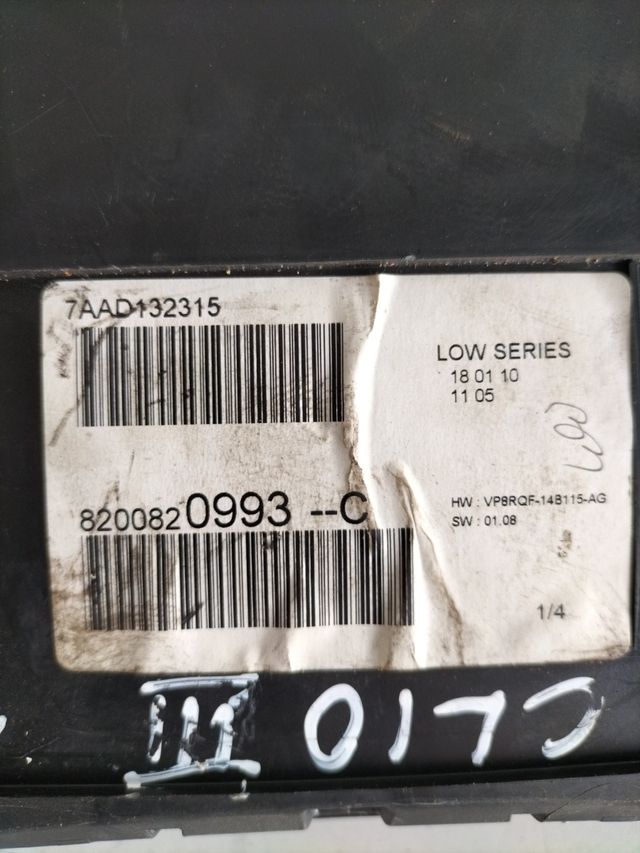 7AAD132315
LOW SERIES
18 01 10
11 05
8200820993 --C
HW : VP8RQF-14B115-AG
SW : 01.08
1/4
CLIO III